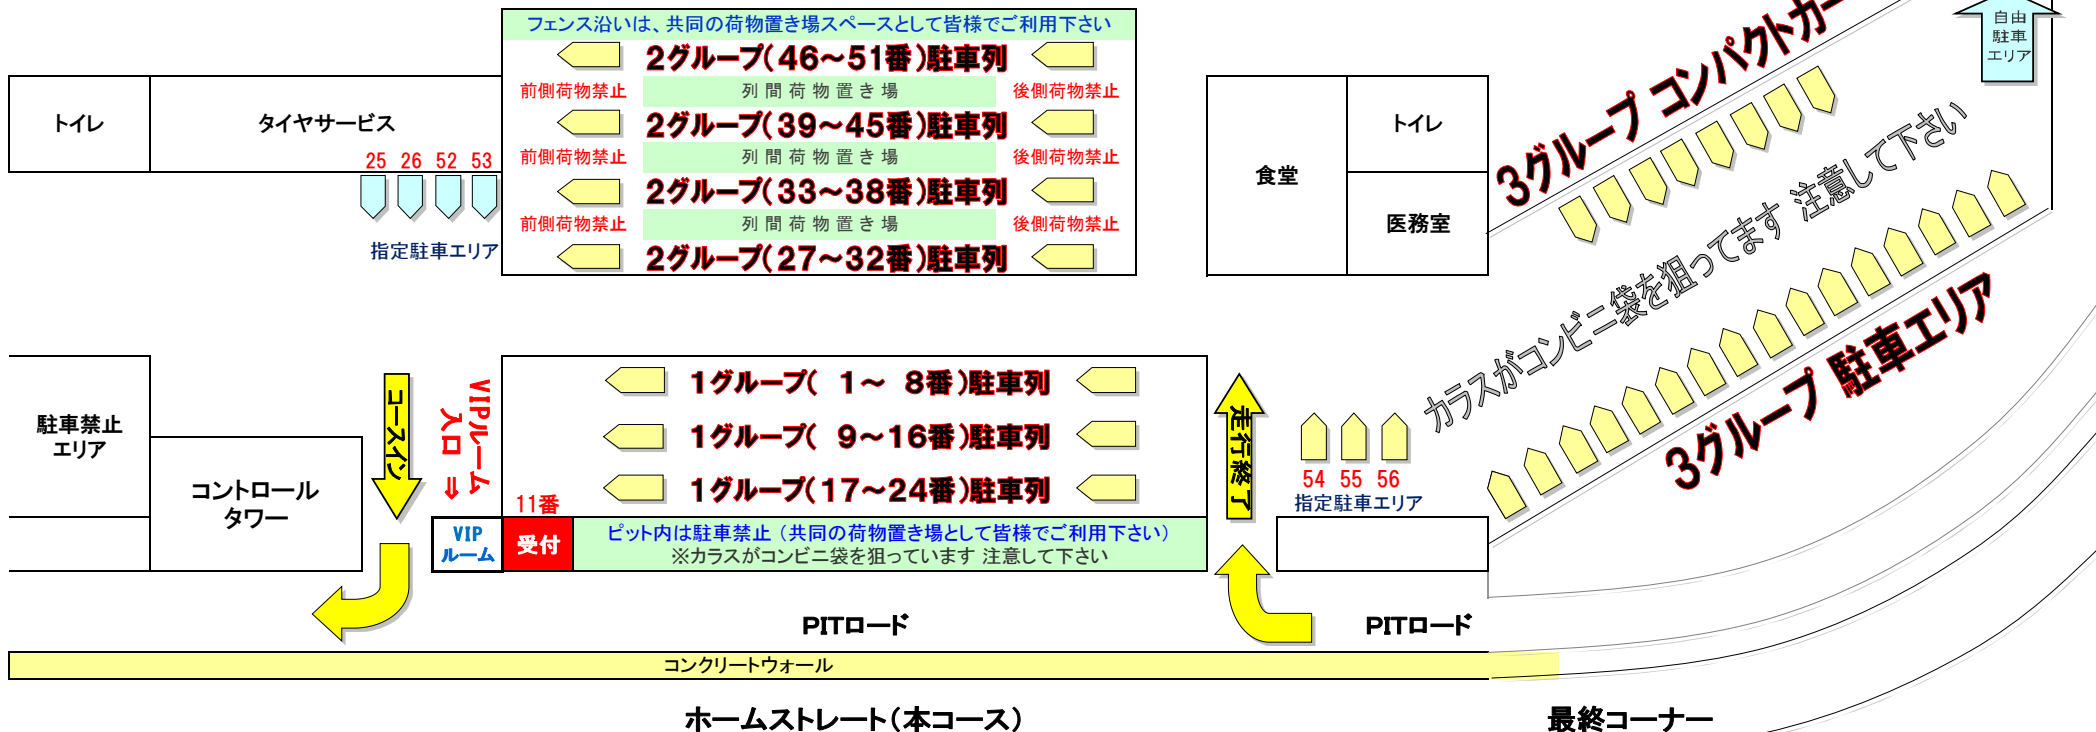 フェンス沿いは、共同の荷物置き場スペースとして皆様でご利用下さい
2グループ(46～51番)駐車列
前側荷物禁止 列間荷物置き場 後側荷物禁止
2グループ(39～45番)駐車列
前側荷物禁止 列間荷物置き場 後側荷物禁止
2グループ(33～38番)駐車列
前側荷物禁止 列間荷物置き場 後側荷物禁止
2グループ(27～32番)駐車列
トイレ
タイヤサービス
25 26 52 53
指定駐車エリア
食堂
トイレ
医務室
3グループ コンパクトカー
自由
駐車
エリア
カラスがコンビニ袋を狙ってます 注意して下さい
3グループ 駐車エリア
駐車禁止
エリア
コントロール
タワー
コースイン
VIPルーム
入口 ⇒
1グループ( 1～ 8番)駐車列
1グループ( 9～16番)駐車列
1グループ(17～24番)駐車列
走行終了
54 55 56
指定駐車エリア
11番
VIP
ルーム
受付
ピット内は駐車禁止 (共同の荷物置き場として皆様でご利用下さい)
※カラスがコンビニ袋を狙っています 注意して下さい
PITロード
PITロード
コンクリートウォール
ホームストレート(本コース)
最終コーナー